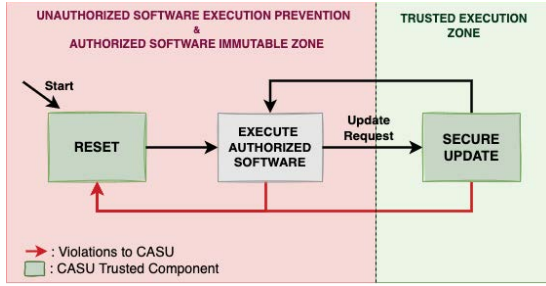 UNAUTHORIZED SOFTWARE EXECUTION PREVENTION
&
AUTHORIZED SOFTWARE IMMUTABLE ZONE
TRUSTED EXECUTION
ZONE
Start
RESET
EXECUTE
AUTHORIZED
SOFTWARE
Update
Request
SECURE
UPDATE
: Violations to CASU
: CASU Trusted Component